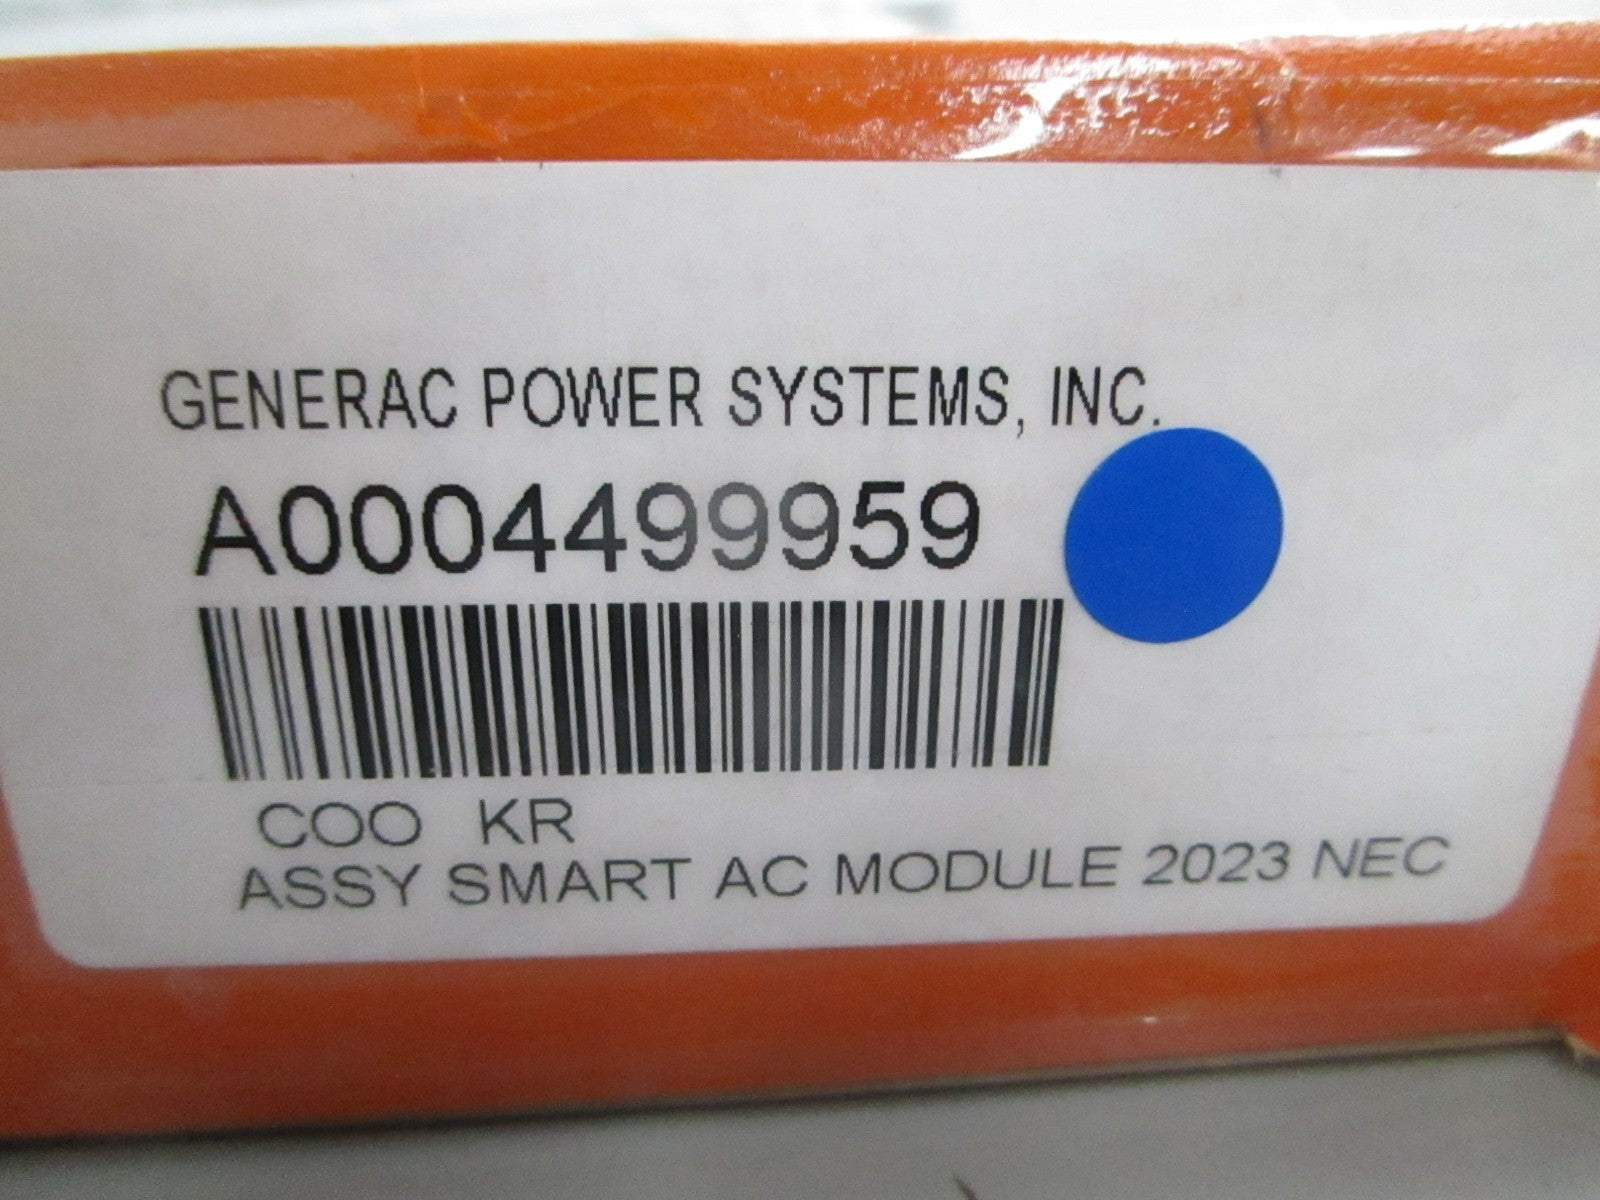 GENERAC POWER SYSTEMS, INC.
A0004499959
COO KR
ASSY SMART AC MODULE 2023 NEC